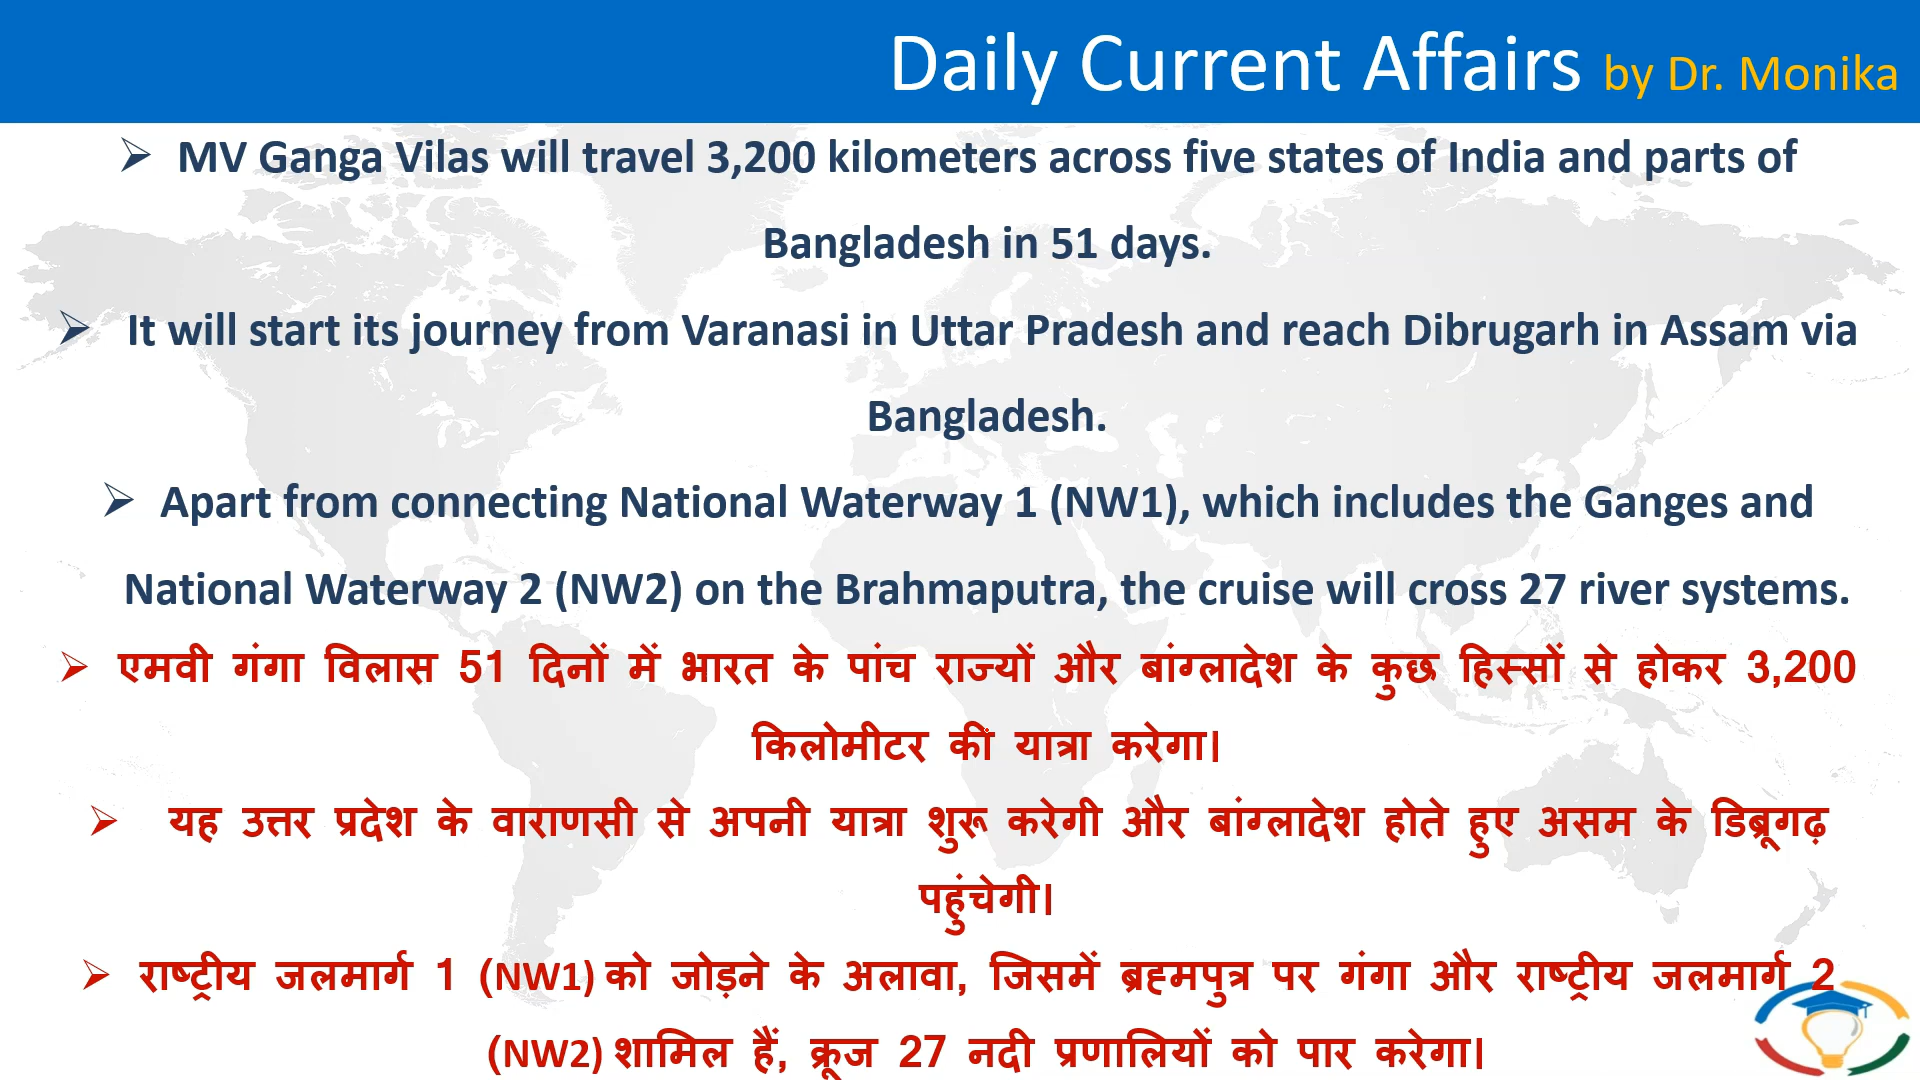 Daily Current Affairs by Dr. Monika
➢ MV Ganga Vilas will travel 3,200 kilometers across five states of India and parts of
Bangladesh in 51 days.
➢ It will start its journey from Varanasi in Uttar Pradesh and reach Dibrugarh in Assam via
Bangladesh.
➢ Apart from connecting National Waterway 1 (NW1), which includes the Ganges and
National Waterway 2 (NW2) on the Brahmaputra, the cruise will cross 27 river systems.
➢ एमवी गंगा विलास 51 दिनों में भारत के पांच राज्यों और बांग्लादेश के कुछ हिस्सों से होकर 3,200
किलोमीटर कीं यात्रा करेगा।
➢ यह उत्तर प्रदेश के वाराणसी से अपनी यात्रा शुरू करेगी और बांग्लादेश होते हुए असम के डिब्रूगढ़
पहुंचेगी।
➢ राष्ट्रीय जलमार्ग 1 (NW1) को जोड़ने के अलावा, जिसमें ब्रह्मपुत्र पर गंगा और राष्ट्रीय जलमार्ग 2
(NW2) शामिल हैं, क्रूज 27 नदी प्रणालियों को पार करेगा।